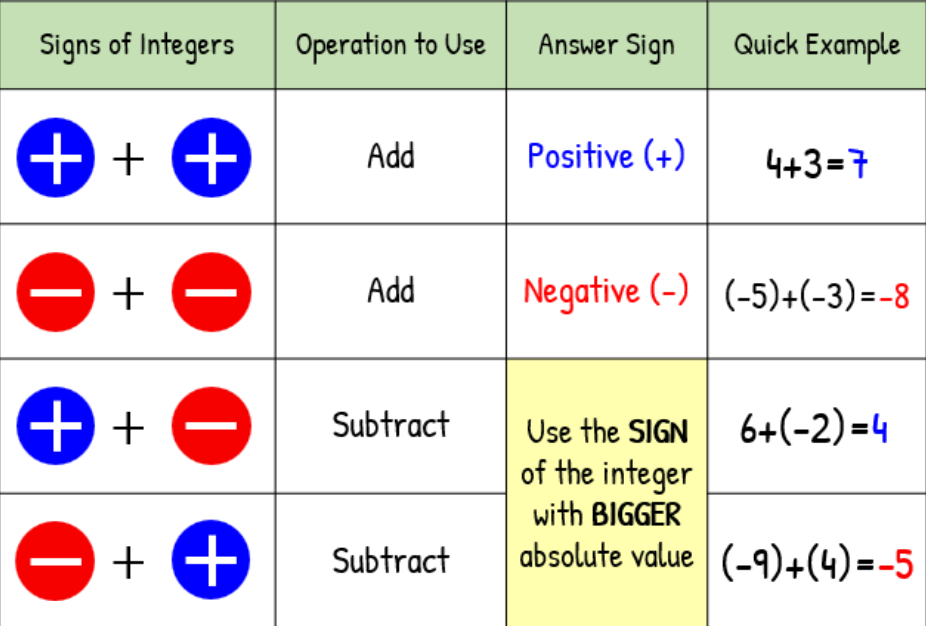 Signs of Integers Operation to Use Answer Sign Quick Example
+ + + Add Positive (+) 4+3=7
− + − Add Negative (-) (-5)+(-3)=-8
+ + − Subtract 6+(-2)=4
Use the SIGN
of the integer
with BIGGER
absolute value
− + + Subtract (-9)+(4)=-5